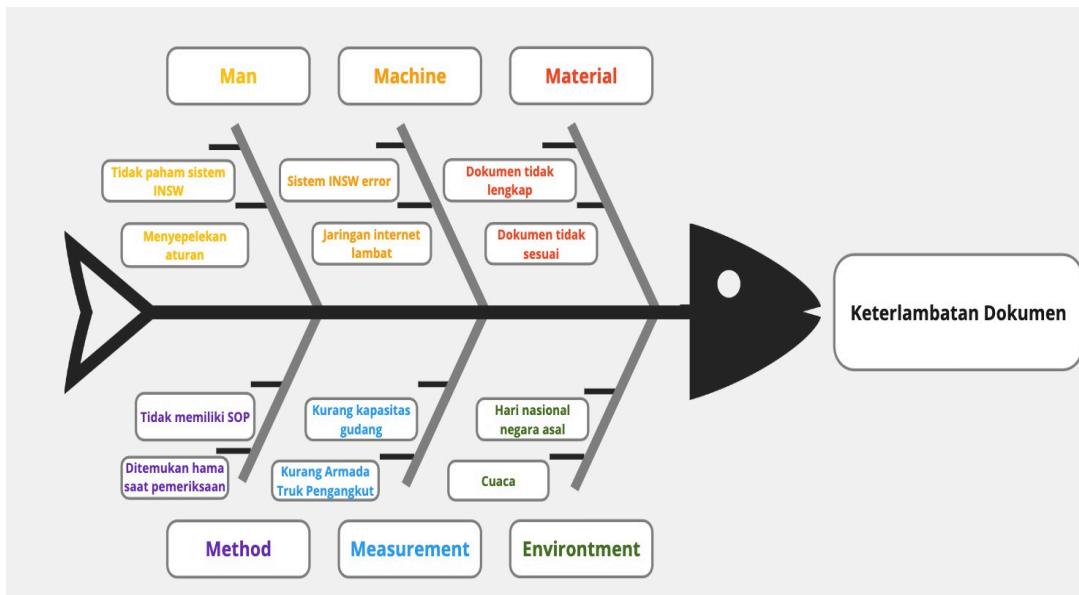 Man
Machine
Material
Tidak paham sistem
INSW
Menyepelekan
aturan
Sistem INSW error
Jaringan internet
lambat
Dokumen tidak
lengkap
Dokumen tidak
sesuai
Keterlambatan Dokumen
Tidak memiliki SOP
Ditemukan hama
saat pemeriksaan
Kurang kapasitas
gudang
Kurang Armada
Truk Pengangkut
Hari nasional
negara asal
Cuaca
Method
Measurement
Environtment